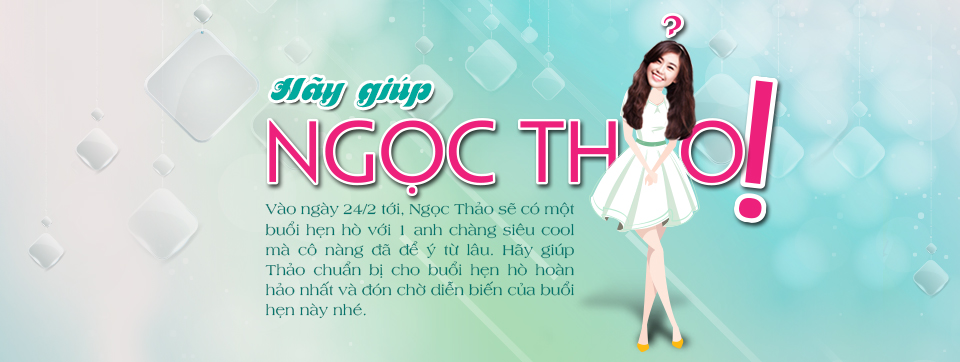 ?
Hãy giúp
NGỌC THẢO!
Vào ngày 24/2 tới, Ngọc Thảo sẽ có một
buổi hẹn hò với 1 anh chàng siêu cool
mà cô nàng đã để ý từ lâu. Hãy giúp
Thảo chuẩn bị cho buổi hẹn hò hoàn
hảo nhất và đón chờ diễn biến của buổi
hẹn này nhé.